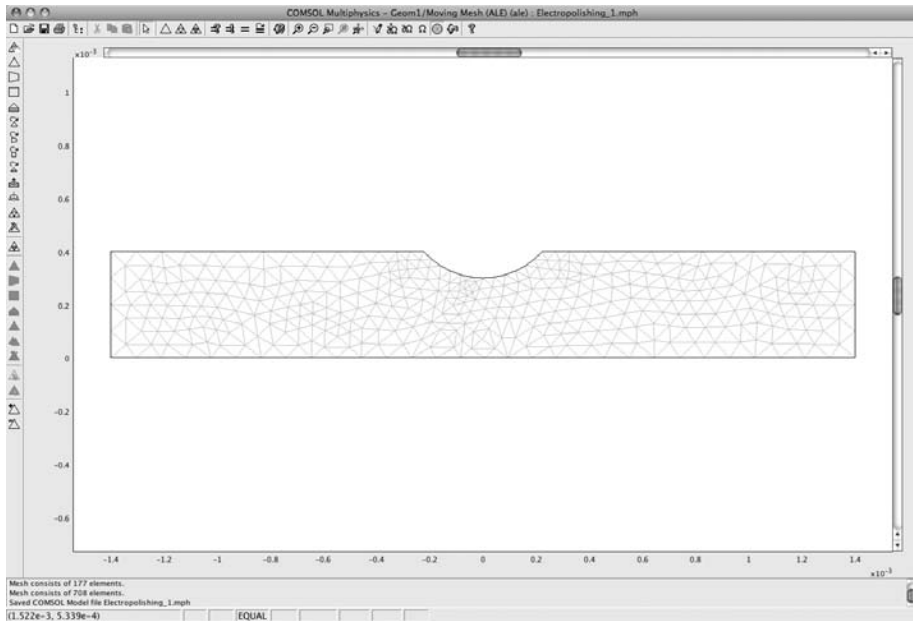 COMSOL Multiphysics - Geom1/Moving Mesh (ALE) (ale) : Electropolishing_1.mph
×10⁻³
1
0.8
0.6
0.4
0.2
0
-0.2
-0.4
-0.6
-1.4 -1.2 -1 -0.8 -0.6 -0.4 -0.2 0 0.2 0.4 0.6 0.8 1 1.2 1.4
×10⁻³
Mesh consists of 177 elements.
Mesh consists of 708 elements.
Saved COMSOL Model file Electropolishing_1.mph
(1.522e-3, 5.339e-4) EQUAL